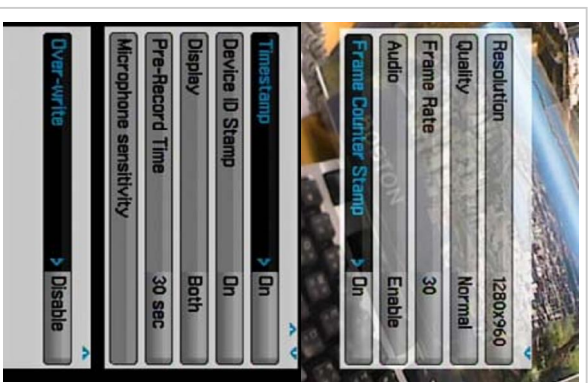 Resolution 1280x960
Quality Normal
Frame Rate 30
Audio Enable
Frame Counter Stamp On
Timestamp On
Device ID Stamp On
Display Both
Pre-Record Time 30 sec
Microphone sensitivity
Over-write Disable